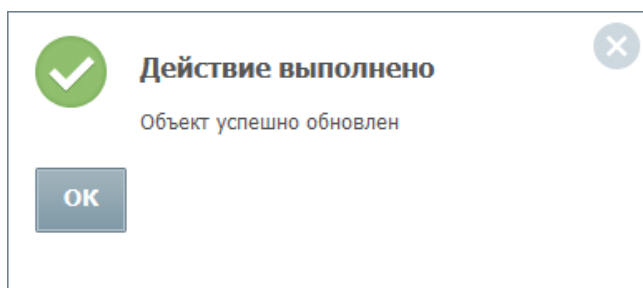 Действие выполнено
Объект успешно обновлен
ОК